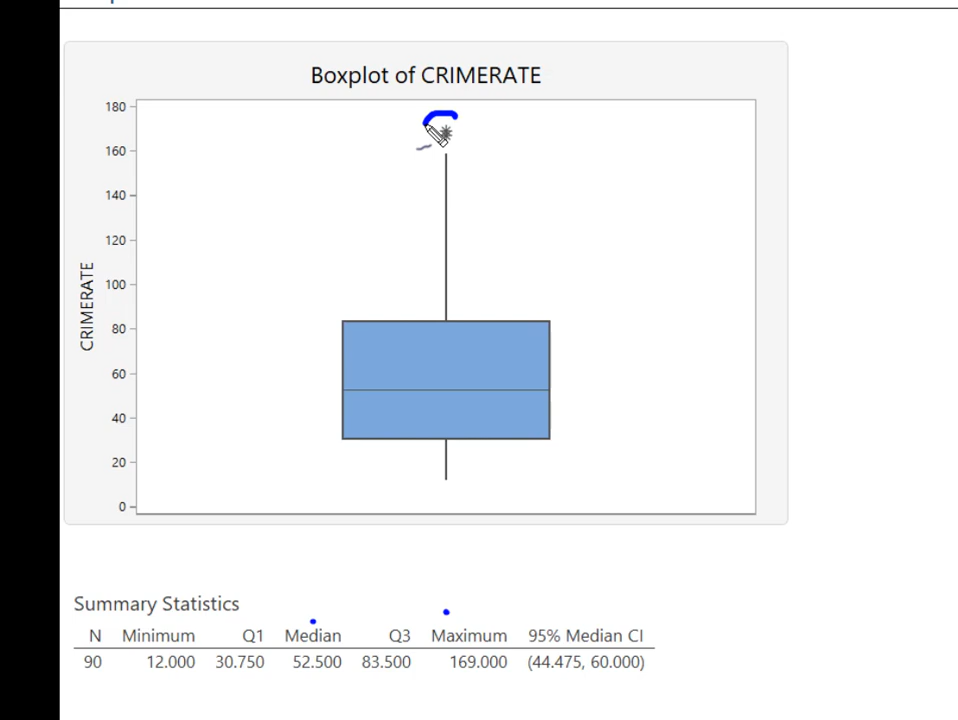 Boxplot of CRIMERATE
180
160
140
120
100
80
60
40
20
0
CRIMERATE
Summary Statistics
N Minimum Q1 Median Q3 Maximum 95% Median CI
90 12.000 30.750 52.500 83.500 169.000 (44.475, 60.000)